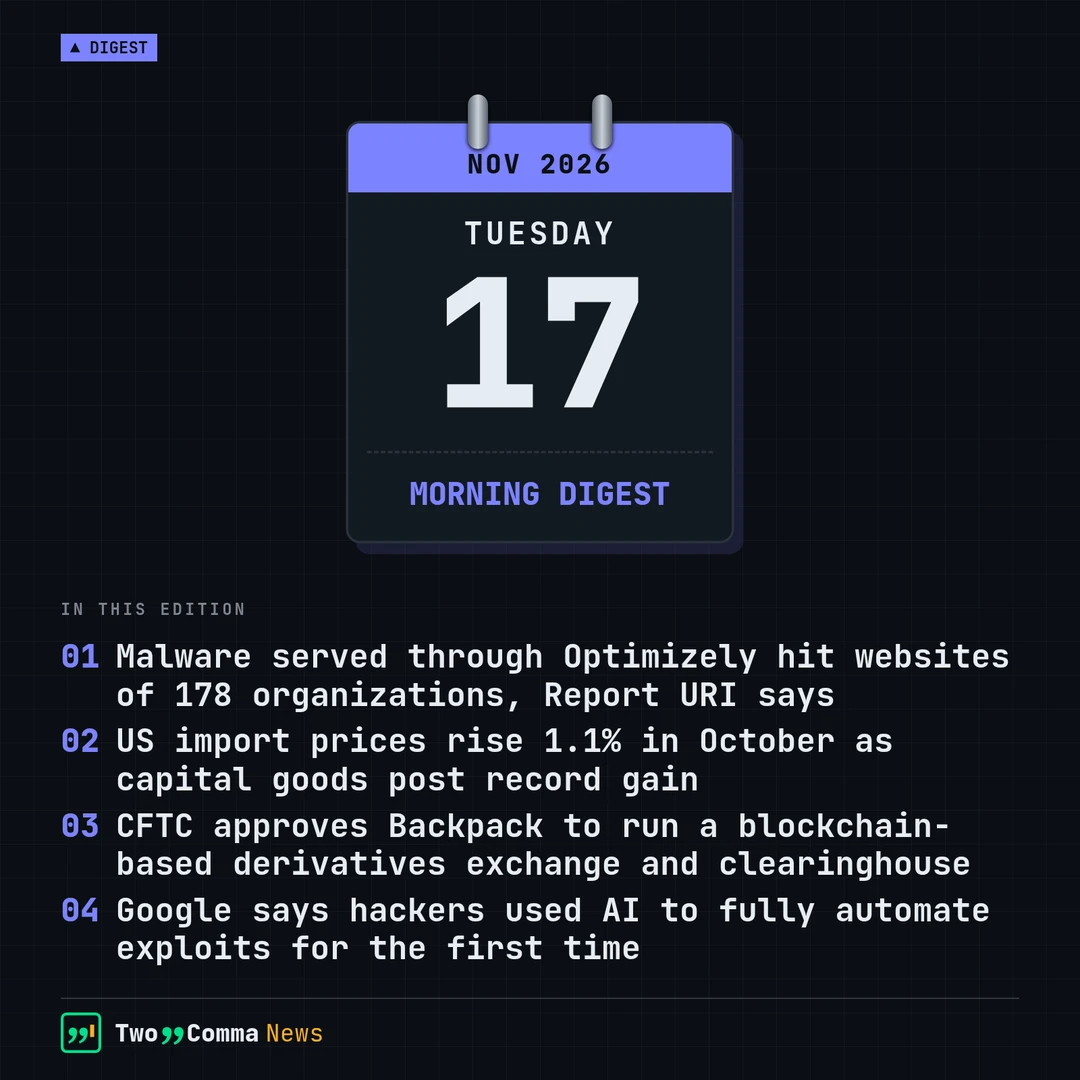 ▲ DIGEST
NOV 2026
TUESDAY
17
MORNING DIGEST
IN THIS EDITION
01 Malware served through Optimizely hit websites
of 178 organizations, Report URI says
02 US import prices rise 1.1% in October as
capital goods post record gain
03 CFTC approves Backpack to run a blockchain-
based derivatives exchange and clearinghouse
04 Google says hackers used AI to fully automate
exploits for the first time
Two,,Comma News